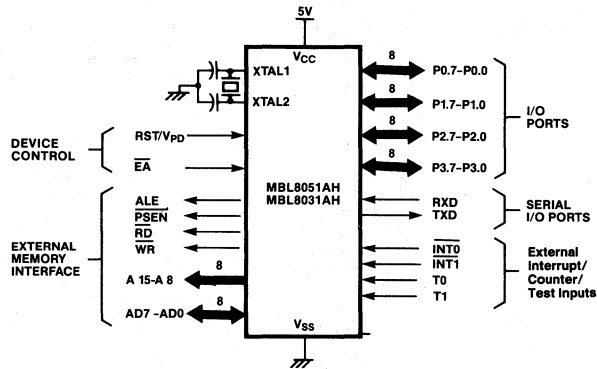 5V
VCC
XTAL1
XTAL2
8
P0.7–P0.0
8
P1.7–P1.0
8
P2.7–P2.0
8
P3.7–P3.0
I/O
PORTS
DEVICE
CONTROL
RST/VPD
EA
MBL8051AH
MBL8031AH
EXTERNAL
MEMORY
INTERFACE
ALE
PSEN
RD
WR
8
A 15-A 8
8
AD7 –AD0
RXD
TXD
SERIAL
I/O PORTS
INT0
INT1
T0
T1
External
Interrupt/
Counter/
Test Inputs
VSS